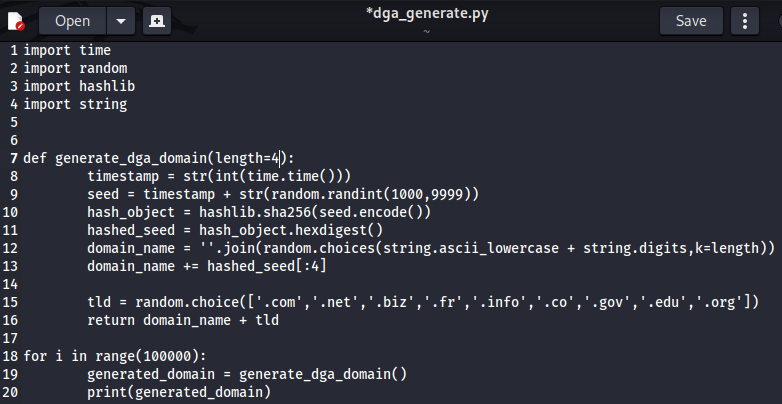 Open
*dga_generate.py
~
Save
1 import time
2 import random
3 import hashlib
4 import string
5
6
7 def generate_dga_domain(length=4):
8         timestamp = str(int(time.time()))
9         seed = timestamp + str(random.randint(1000,9999))
10         hash_object = hashlib.sha256(seed.encode())
11         hashed_seed = hash_object.hexdigest()
12         domain_name = ''.join(random.choices(string.ascii_lowercase + string.digits,k=length))
13         domain_name += hashed_seed[:4]
14
15         tld = random.choice(['.com','.net','.biz','.fr','.info','.co','.gov','.edu','.org'])
16         return domain_name + tld
17
18 for i in range(100000):
19         generated_domain = generate_dga_domain()
20         print(generated_domain)